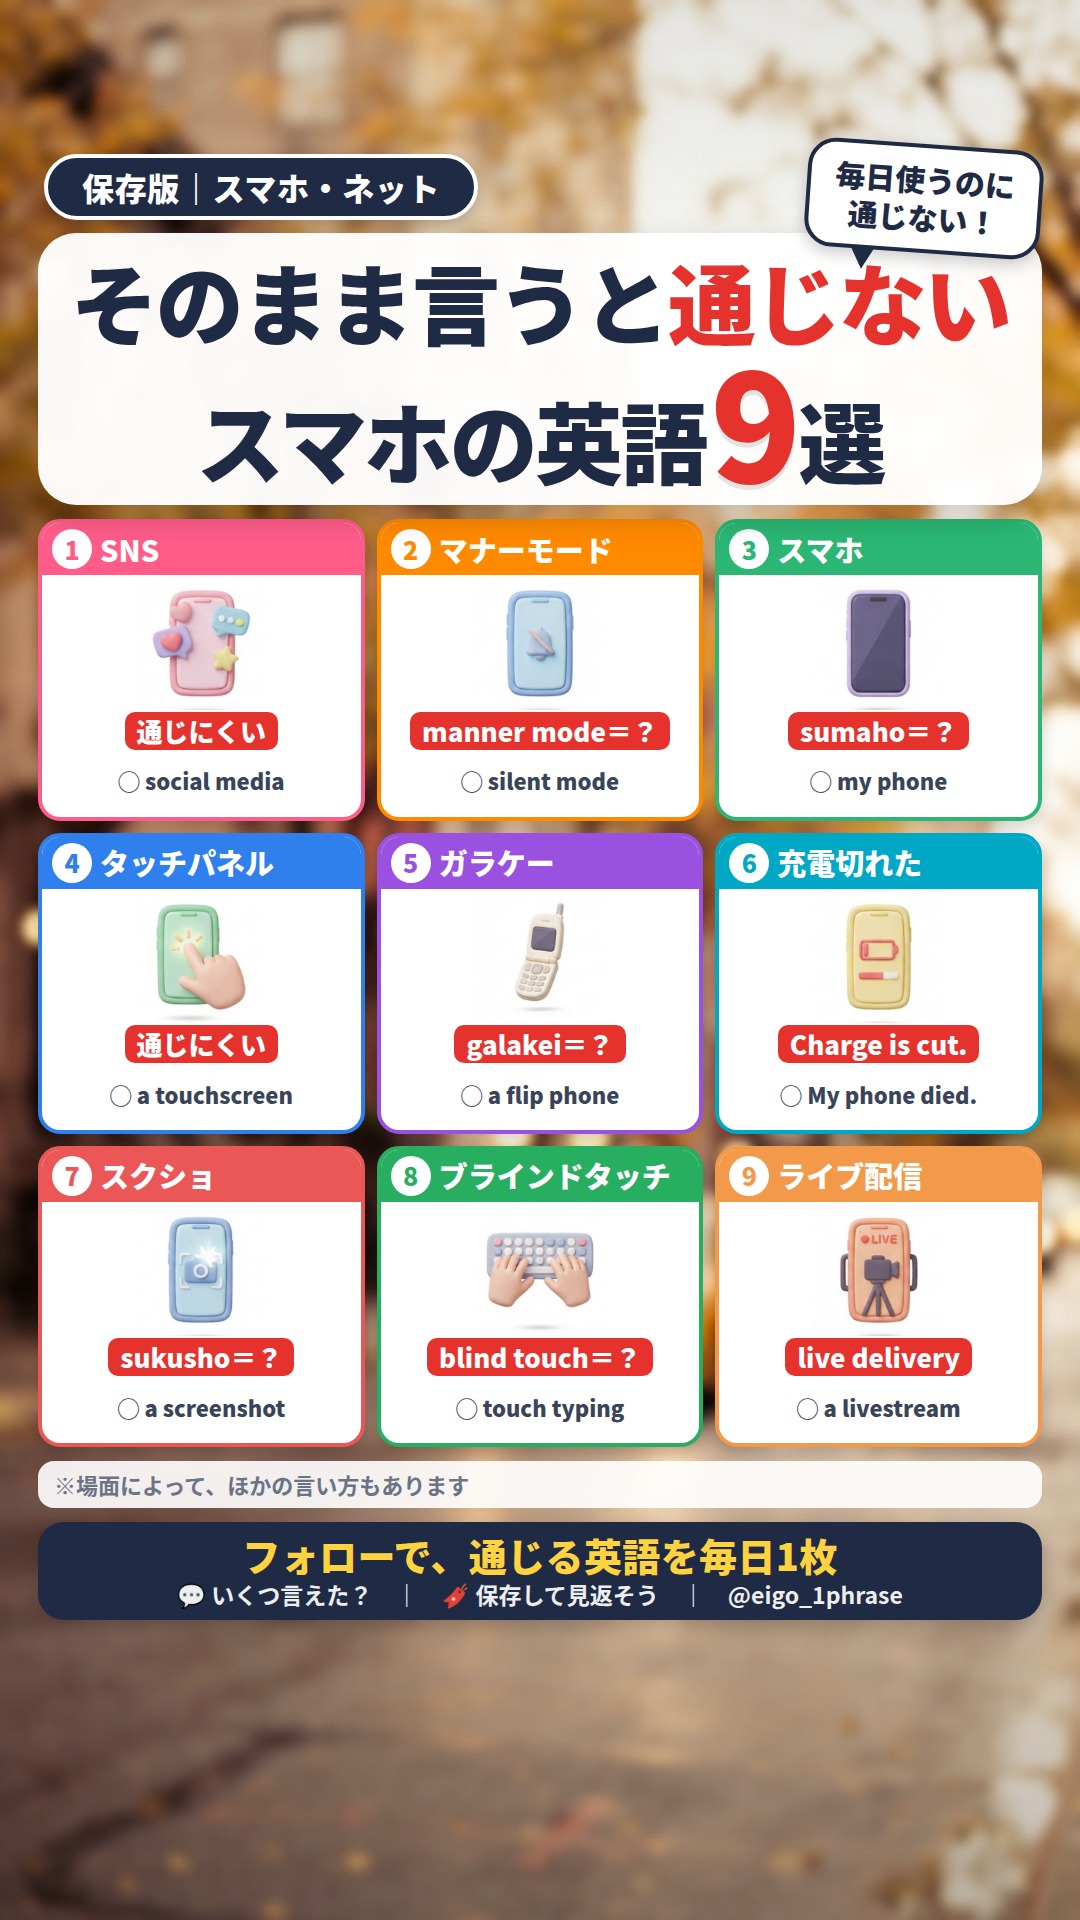 保存版｜スマホ・ネット
毎日使うのに
通じない！
そのまま言うと通じない
スマホの英語9選
1 SNS
通じにくい
○ social media
2 マナーモード
manner mode＝？
○ silent mode
3 スマホ
sumaho＝？
○ my phone
4 タッチパネル
通じにくい
○ a touchscreen
5 ガラケー
galakei＝？
○ a flip phone
6 充電切れた
Charge is cut.
○ My phone died.
7 スクショ
sukusho＝？
○ a screenshot
8 ブラインドタッチ
blind touch＝？
○ touch typing
9 ライブ配信
LIVE
live delivery
○ a livestream
※場面によって、ほかの言い方もあります
フォローで、通じる英語を毎日1枚
💬 いくつ言えた？ ｜ 🔖 保存して見返そう ｜ @eigo_1phrase